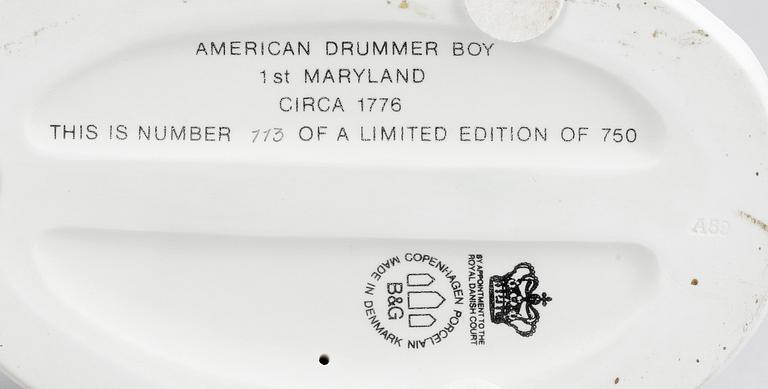 AMERICAN DRUMMER BOY
1st MARYLAND
CIRCA 1776
THIS IS NUMBER 113 OF A LIMITED EDITION OF 750
COPENHAGEN PORCELAIN
MADE IN DENMARK
B&G
BY APPOINTMENT TO THE
ROYAL DANISH COURT